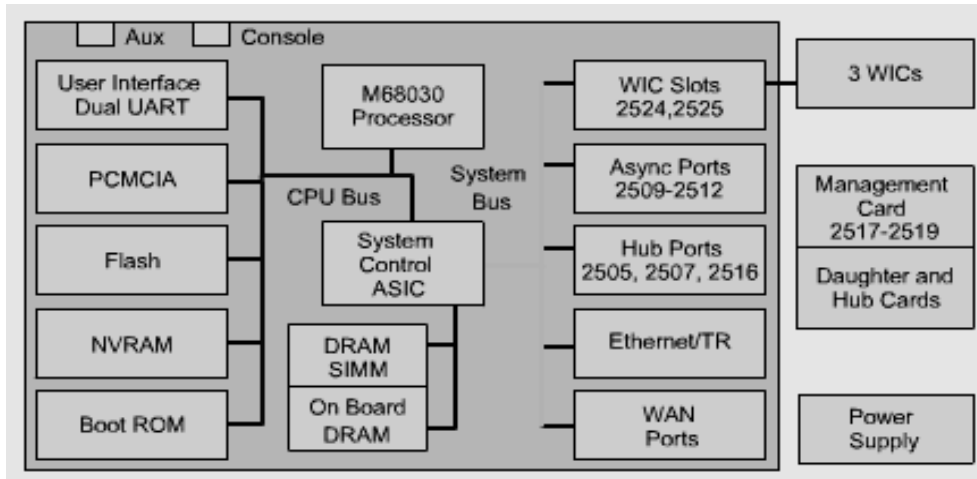 Aux
Console
User Interface
Dual UART
PCMCIA
Flash
NVRAM
Boot ROM
M68030
Processor
CPU Bus
System
Control
ASIC
DRAM
SIMM
On Board
DRAM
System
Bus
WIC Slots
2524,2525
Async Ports
2509-2512
Hub Ports
2505, 2507, 2516
Ethernet/TR
WAN
Ports
3 WICs
Management
Card
2517-2519
Daughter and
Hub Cards
Power
Supply